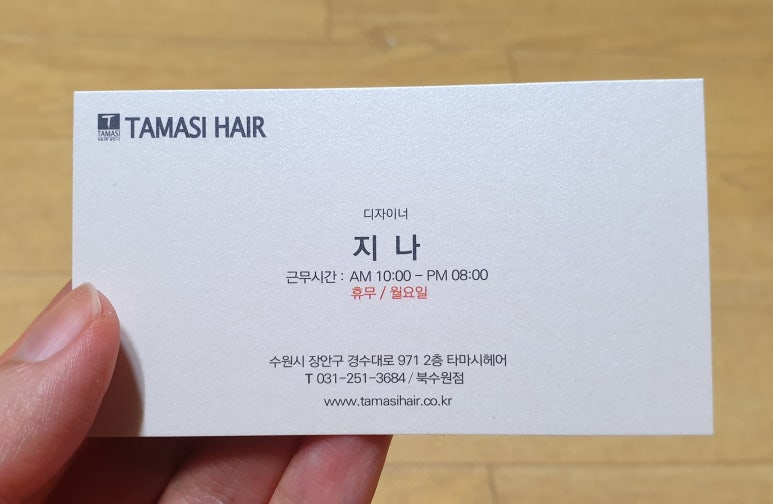 T
TAMASI
TAMASI HAIR
디자이너
지 나
근무시간 : AM 10:00 - PM 08:00
휴무 / 월요일
수원시 장안구 경수대로 971 2층 타마시헤어
T 031-251-3684 / 북수원점
www.tamasihair.co.kr